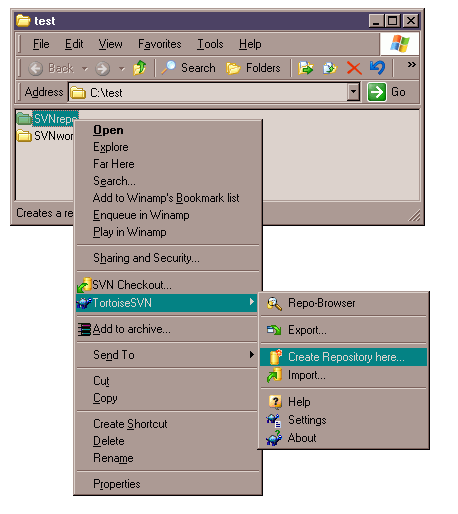 test
File Edit View Favorites Tools Help
Back Search Folders »
Address C:\test Go
SVNrepo
SVNwor
Creates a re
Open
Explore
Far Here
Search...
Add to Winamp's Bookmark list
Enqueue in Winamp
Play in Winamp
Sharing and Security...
SVN Checkout...
TortoiseSVN
Add to archive...
Send To
Cut
Copy
Create Shortcut
Delete
Rename
Properties
Repo-Browser
Export...
Create Repository here...
Import...
Help
Settings
About